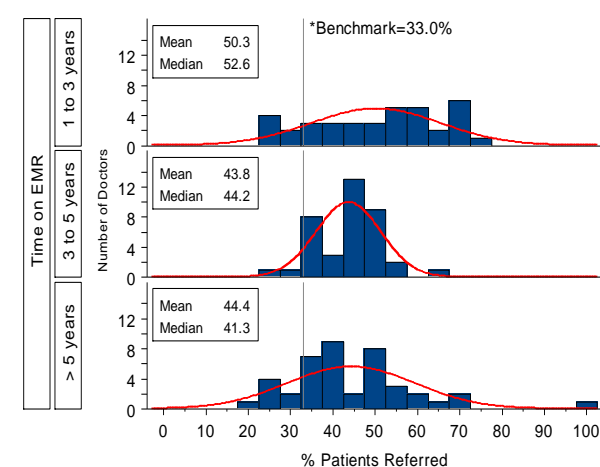 *Benchmark=33.0%
Time on EMR
1 to 3 years
3 to 5 years
> 5 years
Number of Doctors
Mean 50.3
Median 52.6
12
8
4
0
Mean 43.8
Median 44.2
12
8
4
0
Mean 44.4
Median 41.3
12
8
4
0
0 10 20 30 40 50 60 70 80 90 100
% Patients Referred